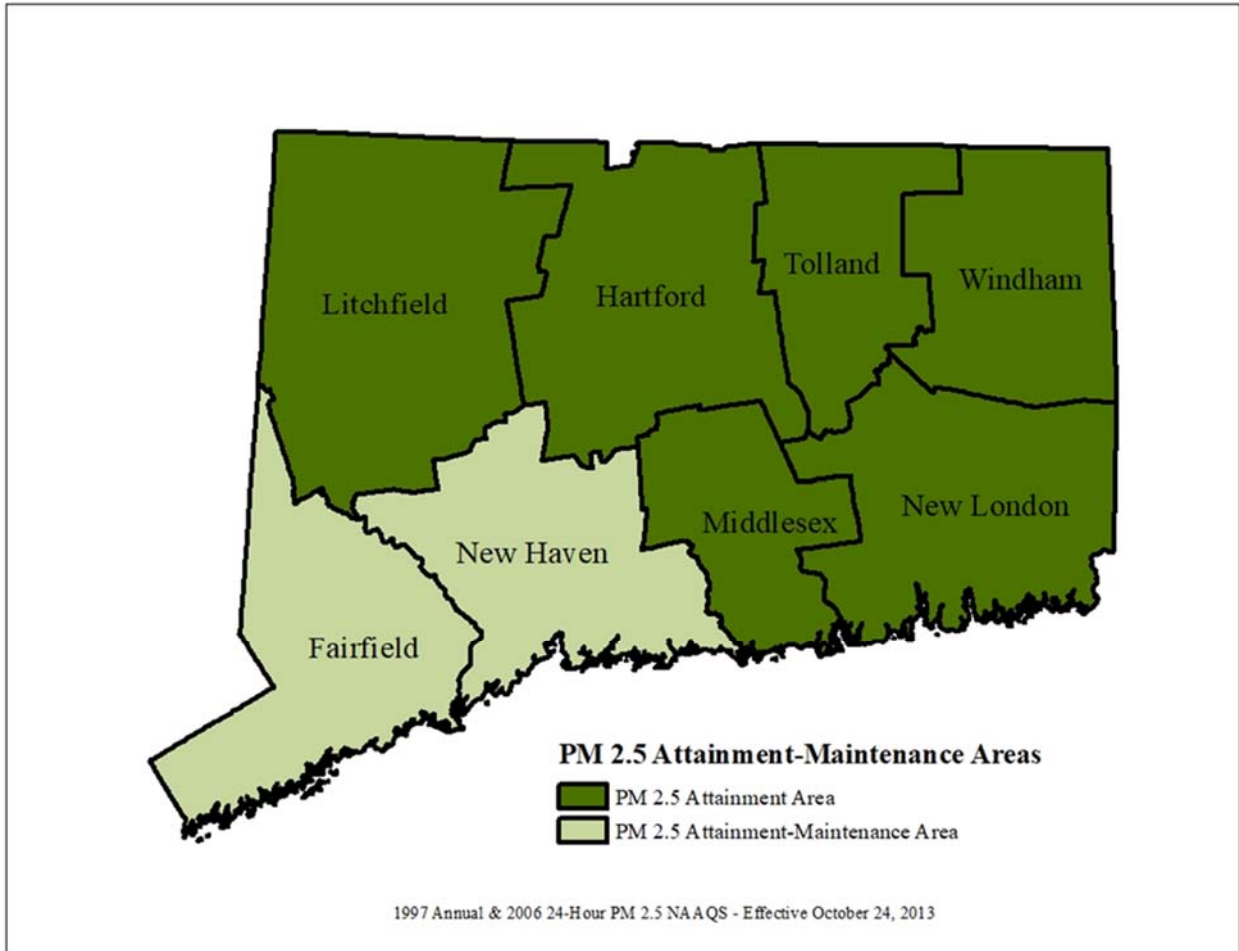 Litchfield
Hartford
Tolland
Windham
New Haven
Middlesex
New London
Fairfield
PM 2.5 Attainment-Maintenance Areas
PM 2.5 Attainment Area
PM 2.5 Attainment-Maintenance Area
1997 Annual & 2006 24-Hour PM 2.5 NAAQS - Effective October 24, 2013